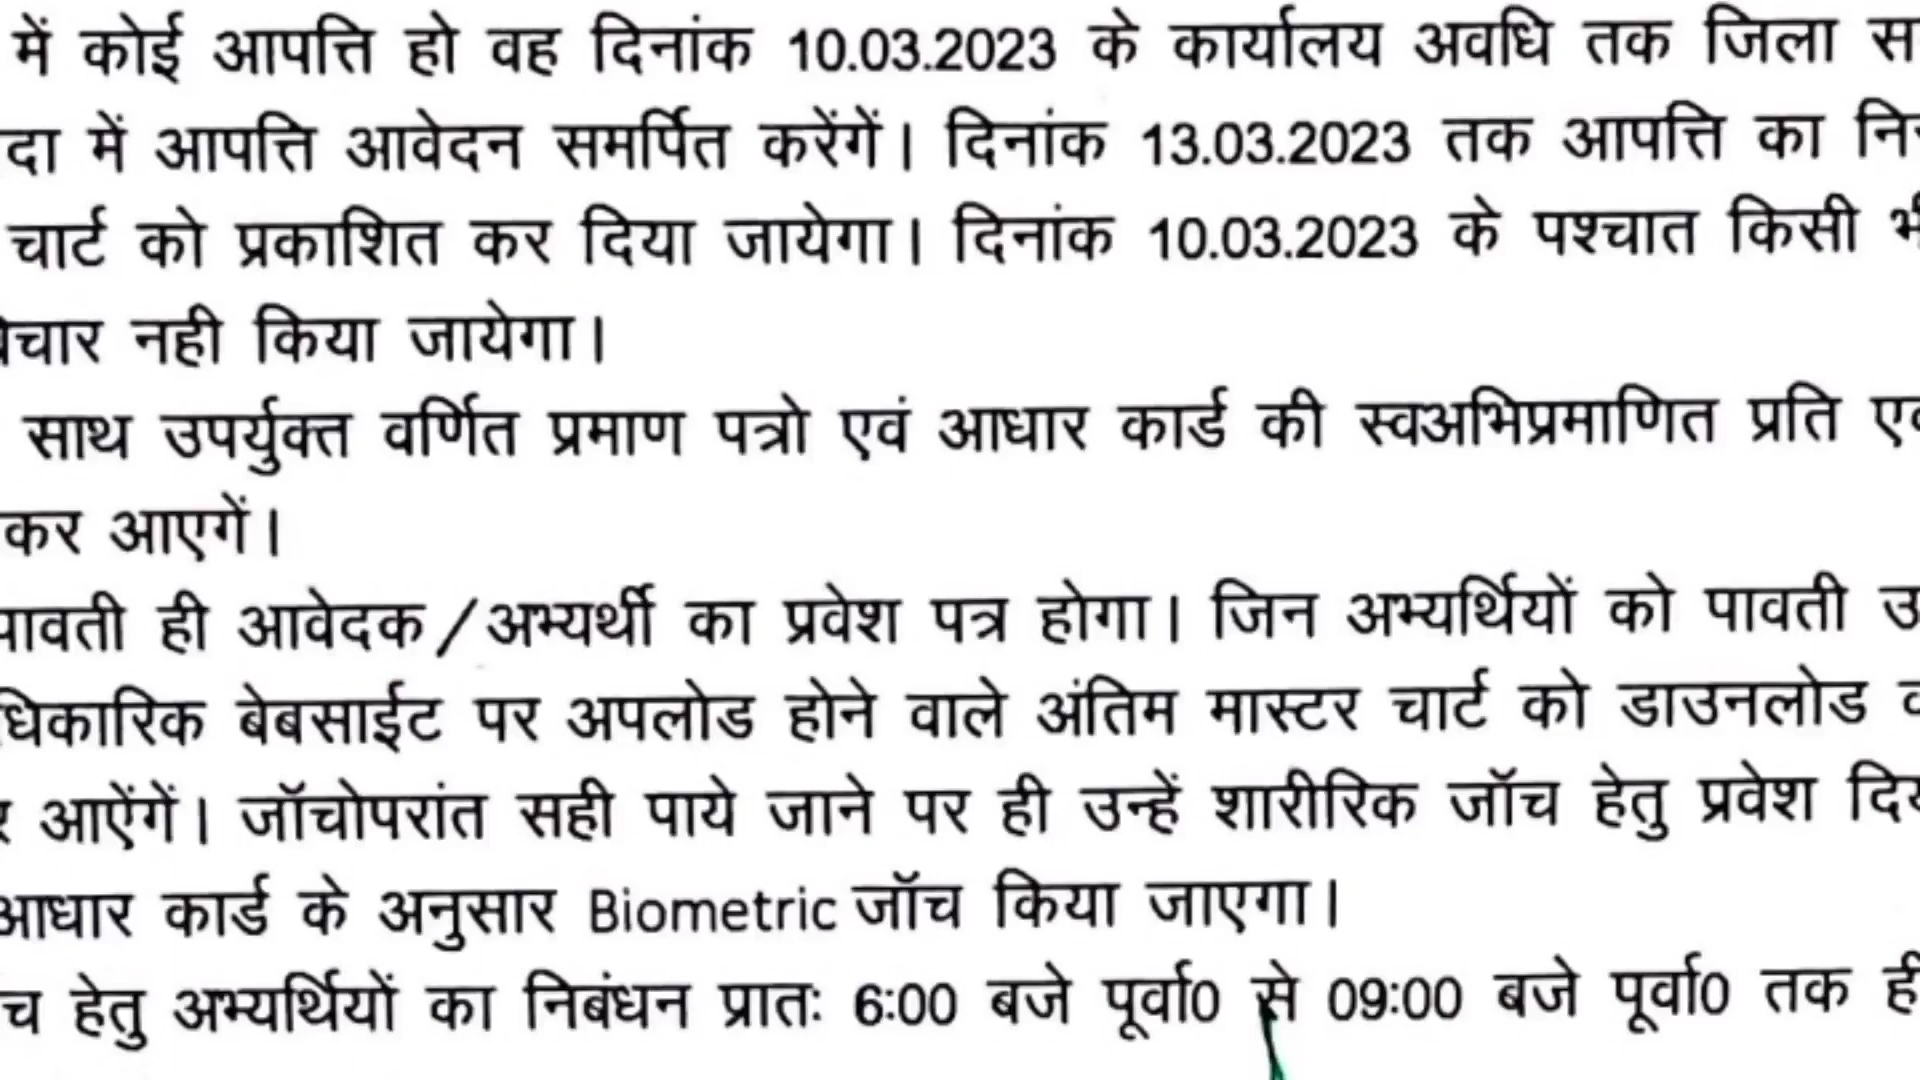 में कोई आपत्ति हो वह दिनांक 10.03.2023 के कार्यालय अवधि तक जिला
दा में आपत्ति आवेदन समर्पित करेंगें। दिनांक 13.03.2023 तक आपत्ति का
चार्ट को प्रकाशित कर दिया जायेगा। दिनांक 10.03.2023 के पश्चात किसी
नही किया जायेगा।
साथ उपर्युक्त वर्णित प्रमाण पत्रो एवं आधार कार्ड की स्वअभिप्रमाणित प्रति
कर आएगें।
पावती ही आवेदक/अभ्यर्थी का प्रवेश पत्र होगा। जिन अभ्यर्थियों को पावती
धिकारिक बेबसाईट पर अपलोड होने वाले अंतिम मास्टर चार्ट को डाउनलोड
आऐंगें। जॉचोपरांत सही पाये जाने पर ही उन्हें शारीरिक जॉच हेतु प्रवेश
आधार कार्ड के अनुसार Biometric जॉच किया जाएगा।
च हेतु अभ्यर्थियों का निबंधन प्रातः 6:00 बजे पूर्वा0 से 09:00 बजे पूर्वा0 तक